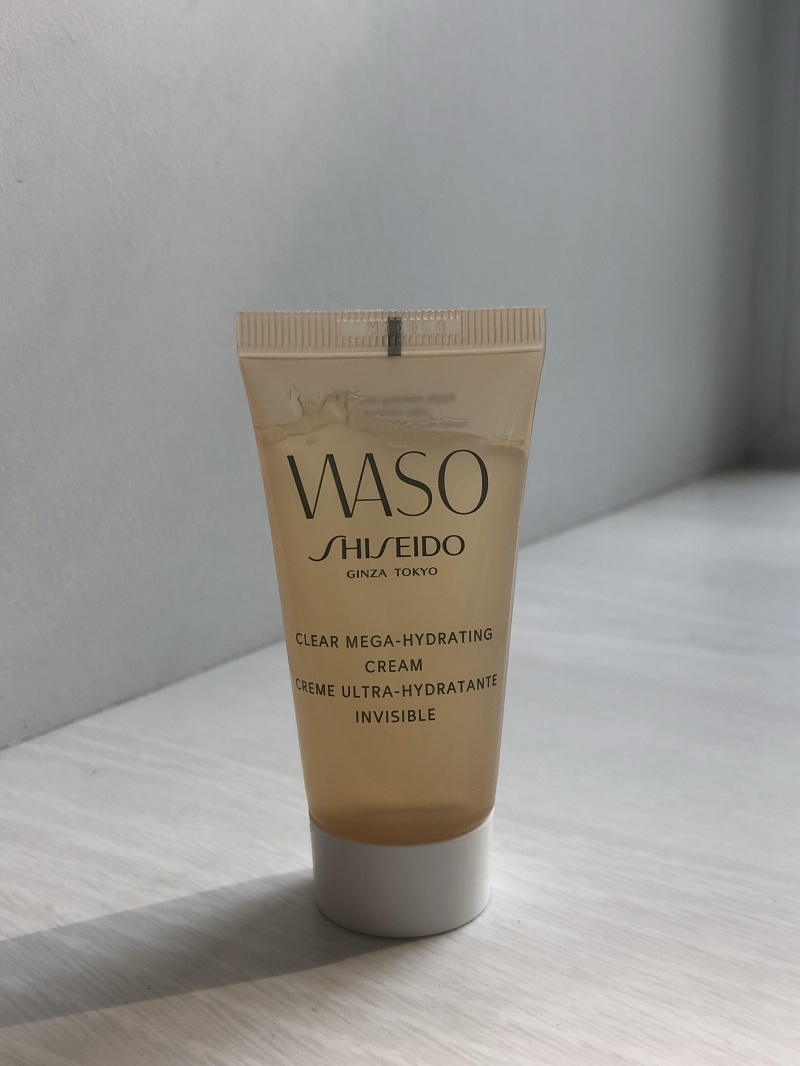 WASO
SHISEIDO
GINZA TOKYO
CLEAR MEGA-HYDRATING
CREAM
CREME ULTRA-HYDRATANTE
INVISIBLE